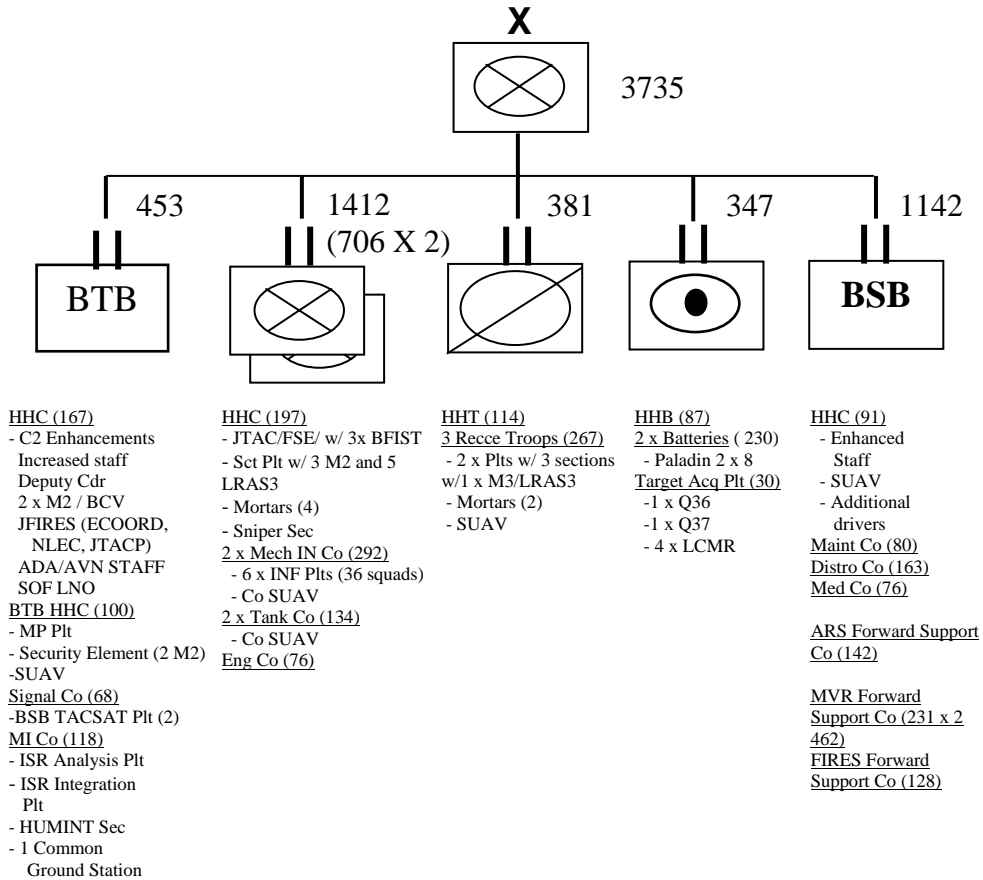 X
3735
453
1412
(706 X 2)
381
347
1142
BTB
BSB
HHC (167)
- C2 Enhancements
Increased staff
Deputy Cdr
2 x M2 / BCV
JFIRES (ECOORD,
NLEC, JTACP)
ADA/AVN STAFF
SOF LNO
BTB HHC (100)
- MP Plt
- Security Element (2 M2)
-SUAV
Signal Co (68)
-BSB TACSAT Plt (2)
MI Co (118)
- ISR Analysis Plt
- ISR Integration
Plt
- HUMINT Sec
- 1 Common
Ground Station
HHC (197)
- JTAC/FSE/ w/ 3x BFIST
- Sct Plt w/ 3 M2 and 5
LRAS3
- Mortars (4)
- Sniper Sec
2 x Mech IN Co (292)
- 6 x INF Plts (36 squads)
- Co SUAV
2 x Tank Co (134)
- Co SUAV
Eng Co (76)
HHT (114)
3 Recce Troops (267)
- 2 x Plts w/ 3 sections
w/1 x M3/LRAS3
- Mortars (2)
- SUAV
HHB (87)
2 x Batteries ( 230)
- Paladin 2 x 8
Target Acq Plt (30)
-1 x Q36
-1 x Q37
- 4 x LCMR
HHC (91)
- Enhanced
Staff
- SUAV
- Additional
drivers
Maint Co (80)
Distro Co (163)
Med Co (76)
ARS Forward Support
Co (142)
MVR Forward
Support Co (231 x 2
462)
FIRES Forward
Support Co (128)